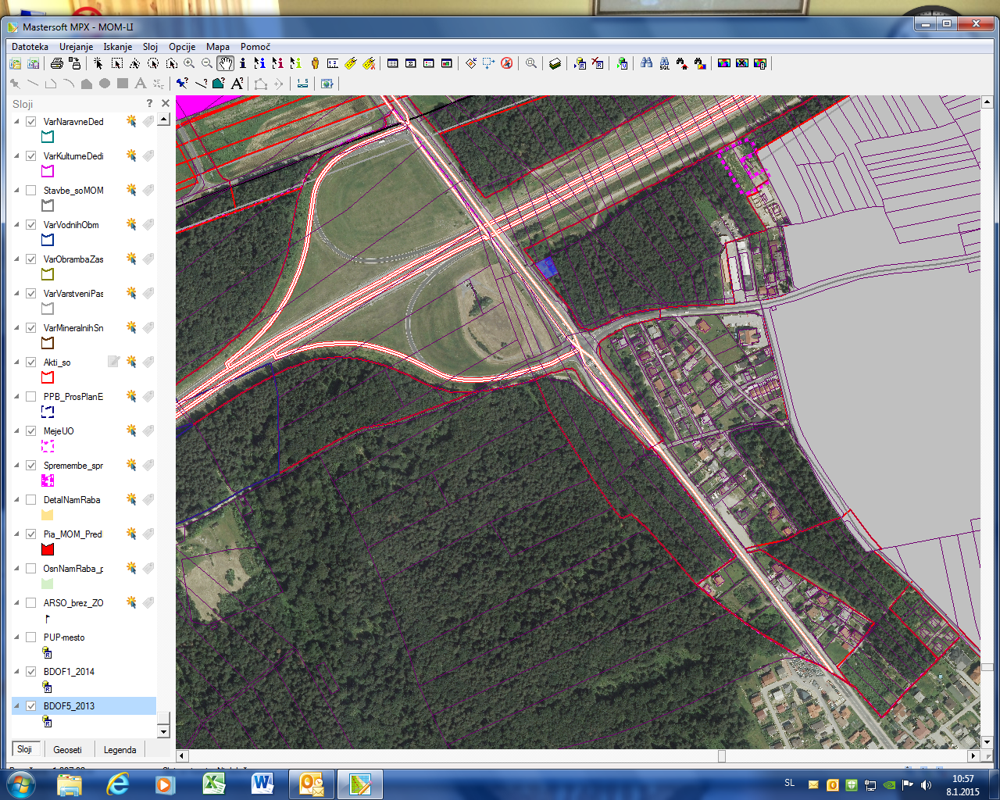 Mastersoft MPX - MOM-LI
Datoteka Urejanje Iskanje Sloj Opcije Mapa Pomoč
Sloji
VarNaravneDed
VarKulturneDedi
Stavbe_soMOM
VarVodnihObm
VarObrambaZas
VarVarstveniPas
VarMineralnihSn
Akti_so
PPB_ProsPlanE
MejeUO
Spremembe_spr
DetalNamRaba
Pia_MOM_Pred
OsnNamRaba_p
ARSO_brez_ZO
PUP-mesto
BDOF1_2014
BDOF5_2013
Sloji Geoseti Legenda
SL
10:57
8.1.2015